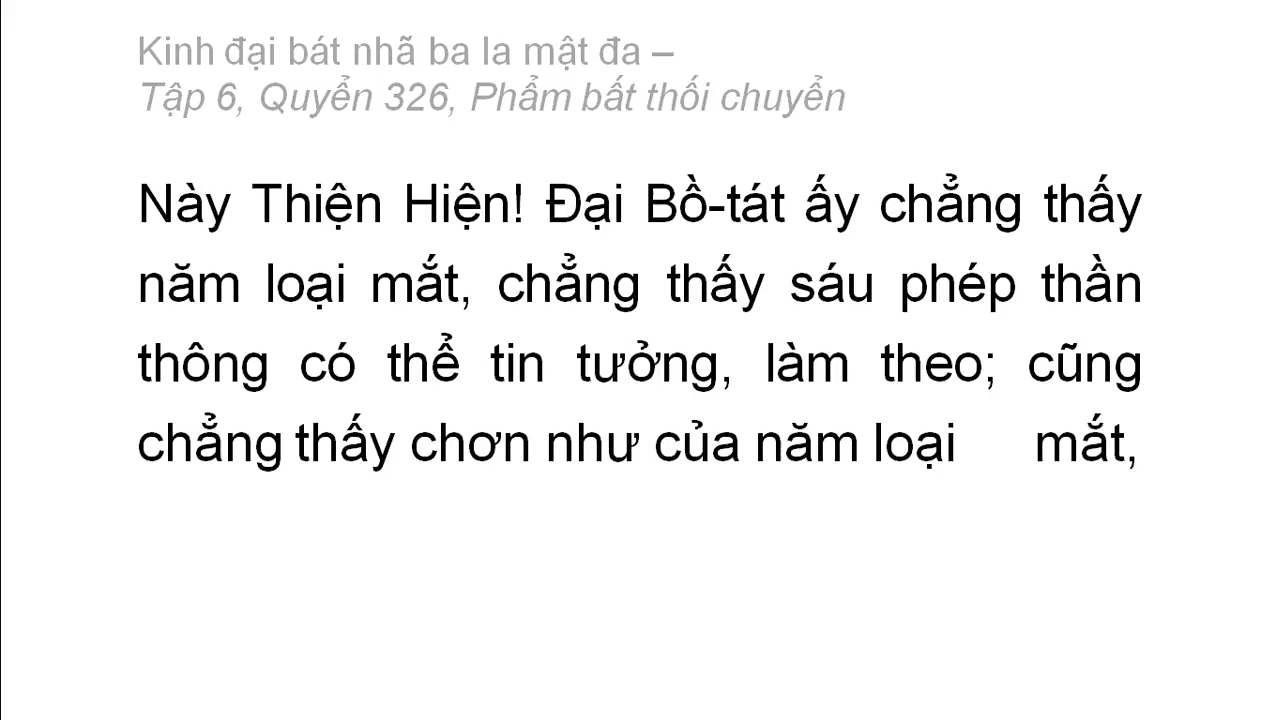 Kinh đại bát nhã ba la mật đa –
Tập 6, Quyển 326, Phẩm bất thối chuyển
Này Thiện Hiện! Đại Bồ-tát ấy chẳng thấy
năm loại mắt, chẳng thấy sáu phép thần
thông có thể tin tưởng, làm theo; cũng
chẳng thấy chơn như của năm loại mắt,